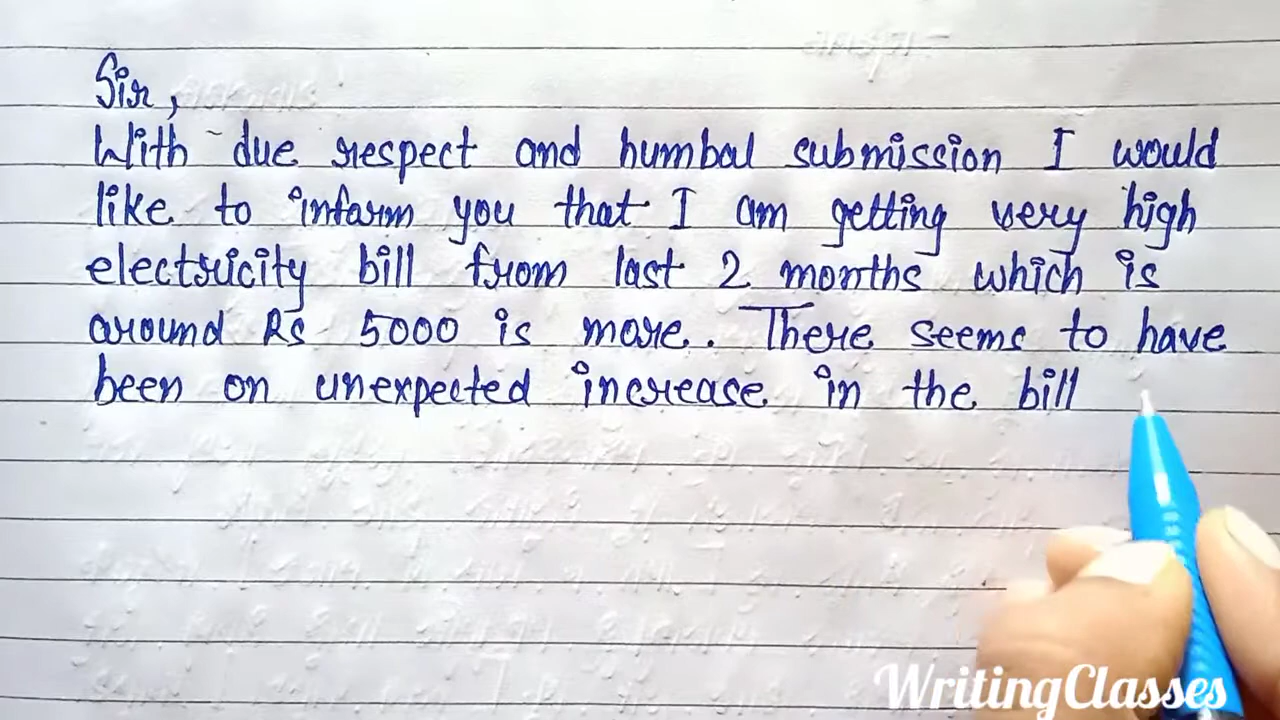 Sir,
With due respect and humbal submission I would
like to inform you that I am getting very high
electricity bill from last 2 months which is
around Rs 5000 is more. There seems to have
been on unexpected increase in the bill
WritingClasses